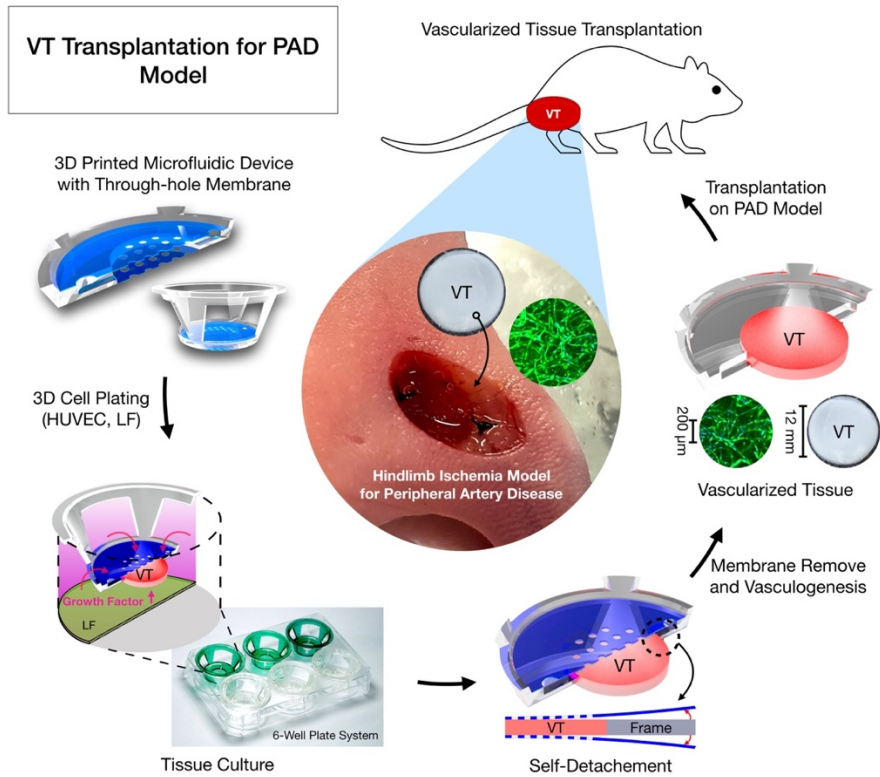 VT Transplantation for PAD
Model
Vascularized Tissue Transplantation
VT
3D Printed Microfluidic Device
with Through-hole Membrane
3D Cell Plating
(HUVEC, LF)
VT
Growth Factor
LF
6-Well Plate System
Tissue Culture
VT
VT
Frame
Self-Detachement
Membrane Remove
and Vasculogenesis
VT
200 µm
12 mm
VT
Vascularized Tissue
Transplantation
on PAD Model
VT
Hindlimb Ischemia Model
for Peripheral Artery Disease